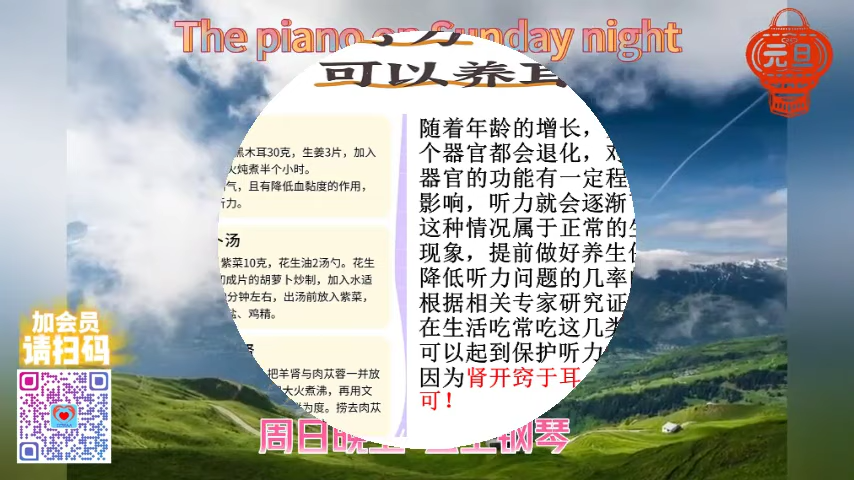 The piano on Sunday night
元旦
可以养耳
黑木耳30克，生姜3片，加入
火炖煮半个小时。
气，且有降低血黏度的作用，
听力。
汤
紫菜10克，花生油2汤勺。花生
切成片的胡萝卜炒制，加入水适
分钟左右，出汤前放入紫菜，
盐、鸡精。
把羊肾与肉苁蓉一并放
大火煮沸，再用文
为度。捞去肉苁
随着年龄的增长，
个器官都会退化，对
器官的功能有一定程
影响，听力就会逐渐
这种情况属于正常的生
现象，提前做好养生
降低听力问题的几率
根据相关专家研究证
在生活吃常吃这几类
可以起到保护听力
因为肾开窍于耳
可！
加会员
请扫码
周日晚上
钢琴